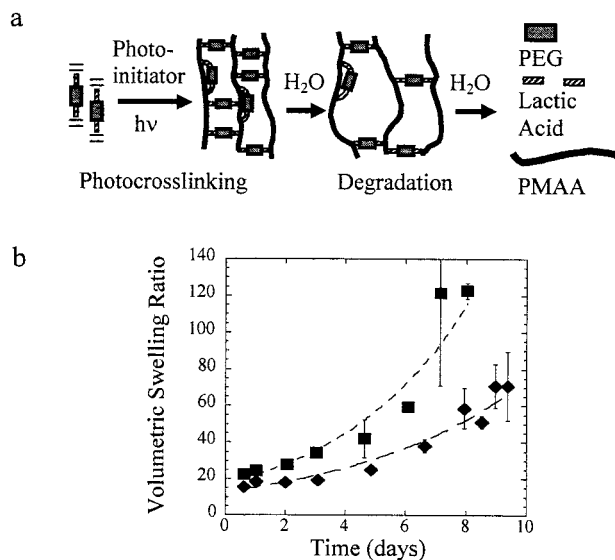 a
Photo-
initiator
hν
H₂O
H₂O
PEG
Lactic
Acid
PMAA
Photocrosslinking
Degradation
b
Volumetric Swelling Ratio
140
120
100
80
60
40
20
0
0
2
4
6
8
10
Time (days)